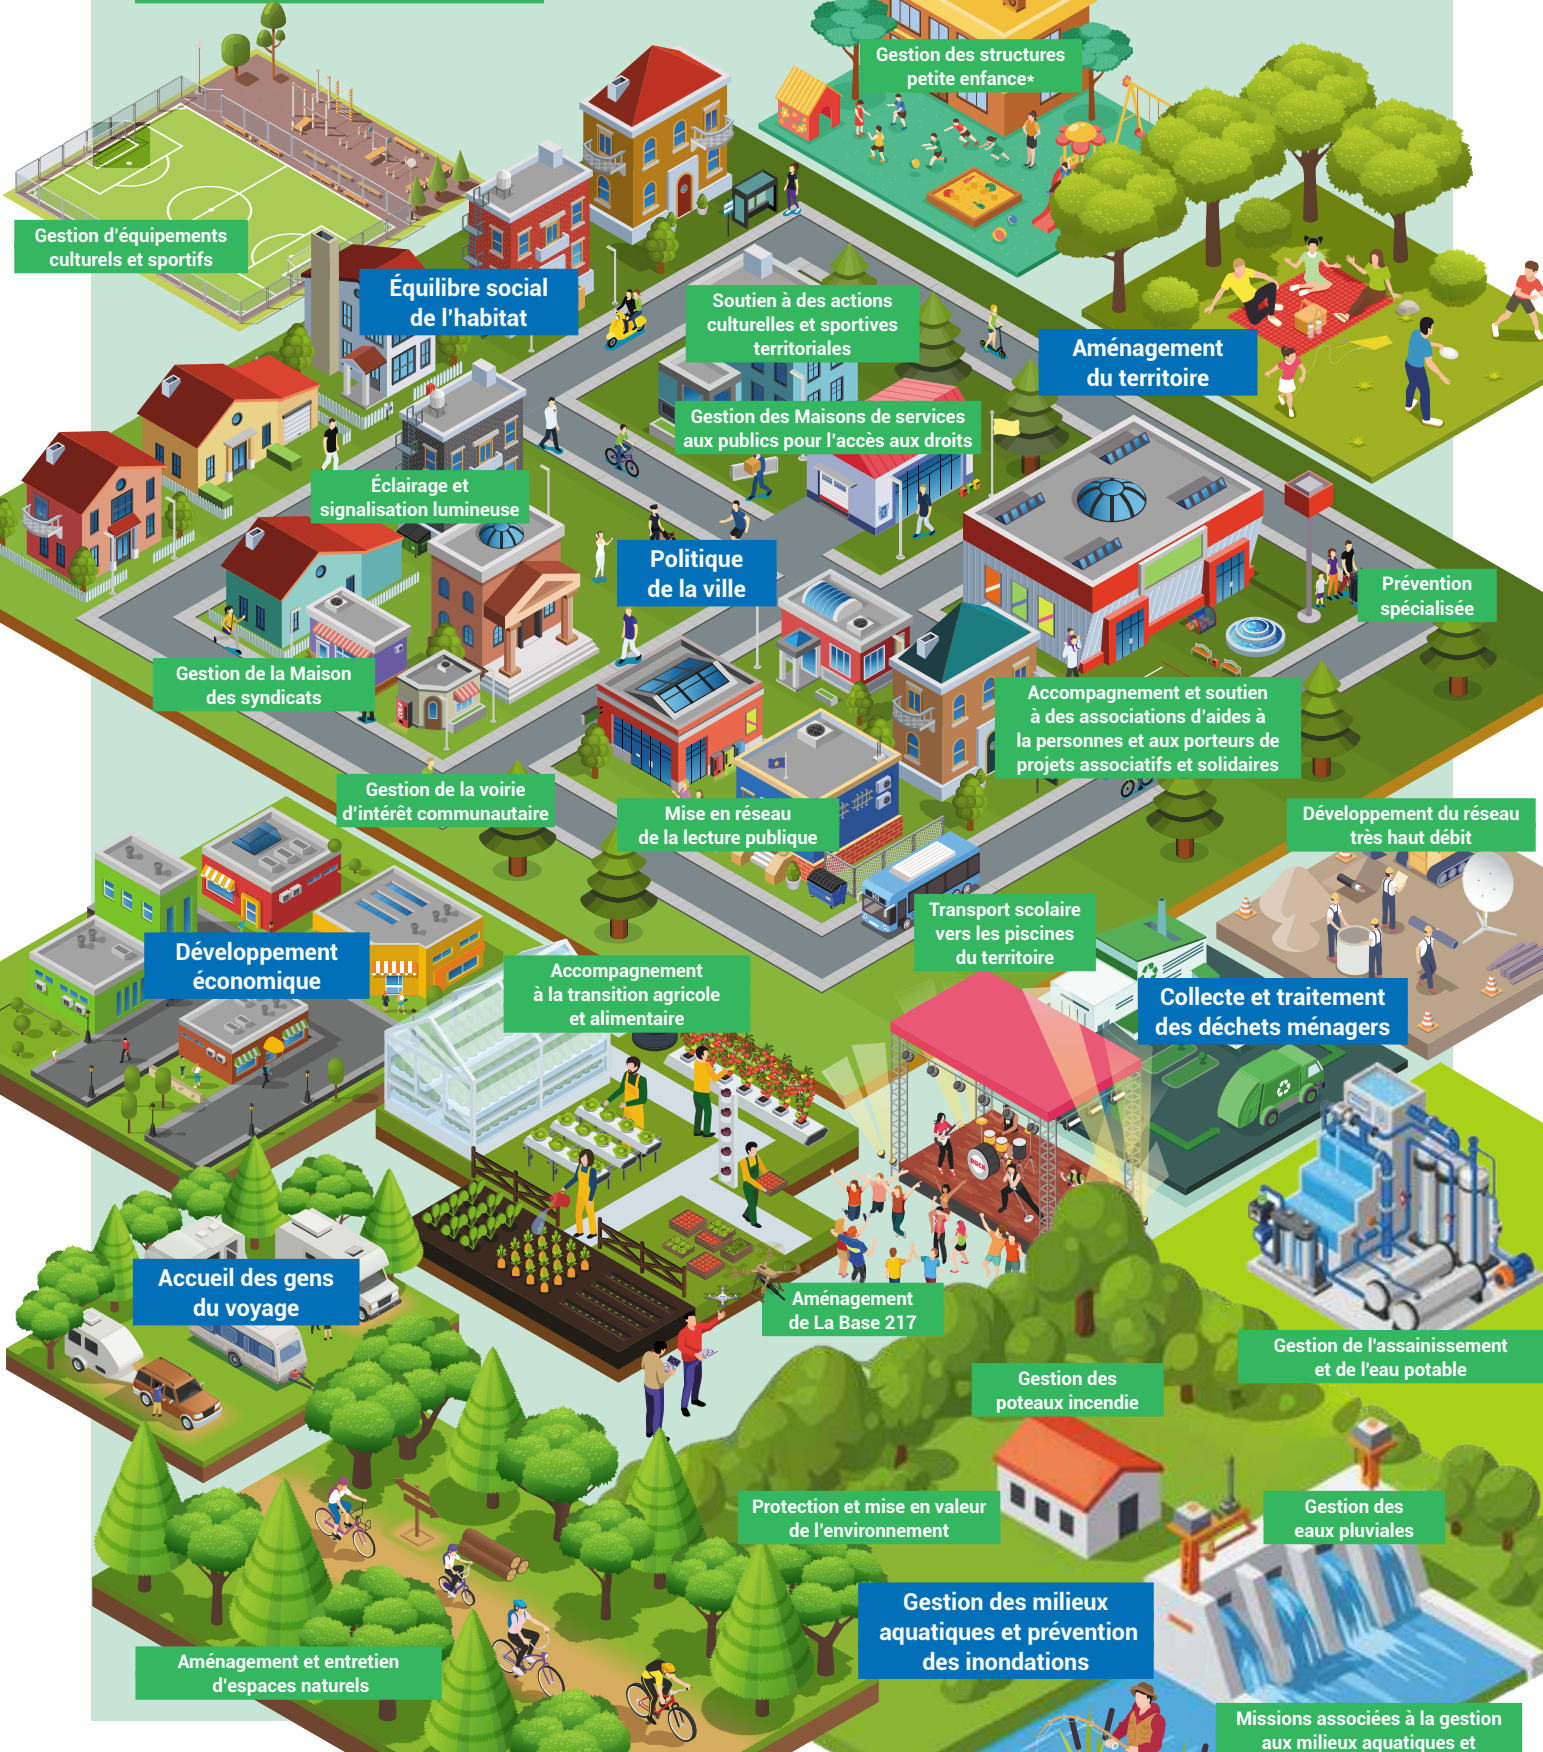 Gestion des structures
petite enfance*
Gestion d'équipements
culturels et sportifs
Équilibre social
de l'habitat
Soutien à des actions
culturelles et sportives
territoriales
Aménagement
du territoire
Gestion des Maisons de services
aux publics pour l'accès aux droits
Éclairage et
signalisation lumineuse
Politique
de la ville
Prévention
spécialisée
Gestion de la Maison
des syndicats
Accompagnement et soutien
à des associations d'aides à
la personnes et aux porteurs de
projets associatifs et solidaires
Gestion de la voirie
d'intérêt communautaire
Mise en réseau
de la lecture publique
Développement du réseau
très haut débit
Transport scolaire
vers les piscines
du territoire
Développement
économique
Accompagnement
à la transition agricole
et alimentaire
Collecte et traitement
des déchets ménagers
ROCK
Accueil des gens
du voyage
Aménagement
de La Base 217
Gestion de l'assainissement
et de l'eau potable
Gestion des
poteaux incendie
Protection et mise en valeur
de l'environnement
Gestion des
eaux pluviales
Gestion des milieux
aquatiques et prévention
des inondations
Aménagement et entretien
d'espaces naturels
Missions associées à la gestion
aux milieux aquatiques et